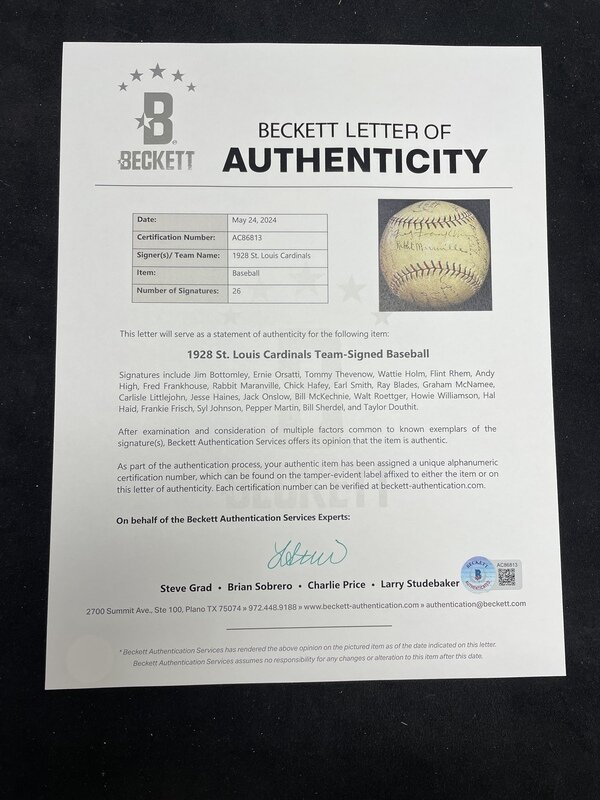 B
BECKETT
BECKETT LETTER OF
AUTHENTICITY
Date: May 24, 2024
Certification Number: AC86813
Signer(s)/ Team Name: 1928 St. Louis Cardinals
Item: Baseball
Number of Signatures: 26
This letter will serve as a statement of authenticity for the following item:
1928 St. Louis Cardinals Team-Signed Baseball
Signatures include Jim Bottomley, Ernie Orsatti, Tommy Thevenow, Wattie Holm, Flint Rhem, Andy
High, Fred Frankhouse, Rabbit Maranville, Chick Hafey, Earl Smith, Ray Blades, Graham McNamee,
Carlisle Littlejohn, Jesse Haines, Jack Onslow, Bill McKechnie, Walt Roettger, Howie Williamson, Hal
Haid, Frankie Frisch, Syl Johnson, Pepper Martin, Bill Sherdel, and Taylor Douthit.
After examination and consideration of multiple factors common to known exemplars of the
signature(s), Beckett Authentication Services offers its opinion that the item is authentic.
As part of the authentication process, your authentic item has been assigned a unique alphanumeric
certification number, which can be found on the tamper-evident label affixed to either the item or on
this letter of authenticity. Each certification number can be verified at beckett-authentication.com.
On behalf of the Beckett Authentication Services Experts:
BECKETT
B
AUTHENTICATED
AC86813
Steve Grad • Brian Sobrero • Charlie Price • Larry Studebaker
2700 Summit Ave., Ste 100, Plano TX 75074 » 972.448.9188 » www.beckett-authentication.com » authentication@beckett.com
* Beckett Authentication Services has rendered the above opinion on the pictured item as of the date indicated on this letter.
Beckett Authentication Services assumes no responsibility for any changes or alteration to this item after this date.